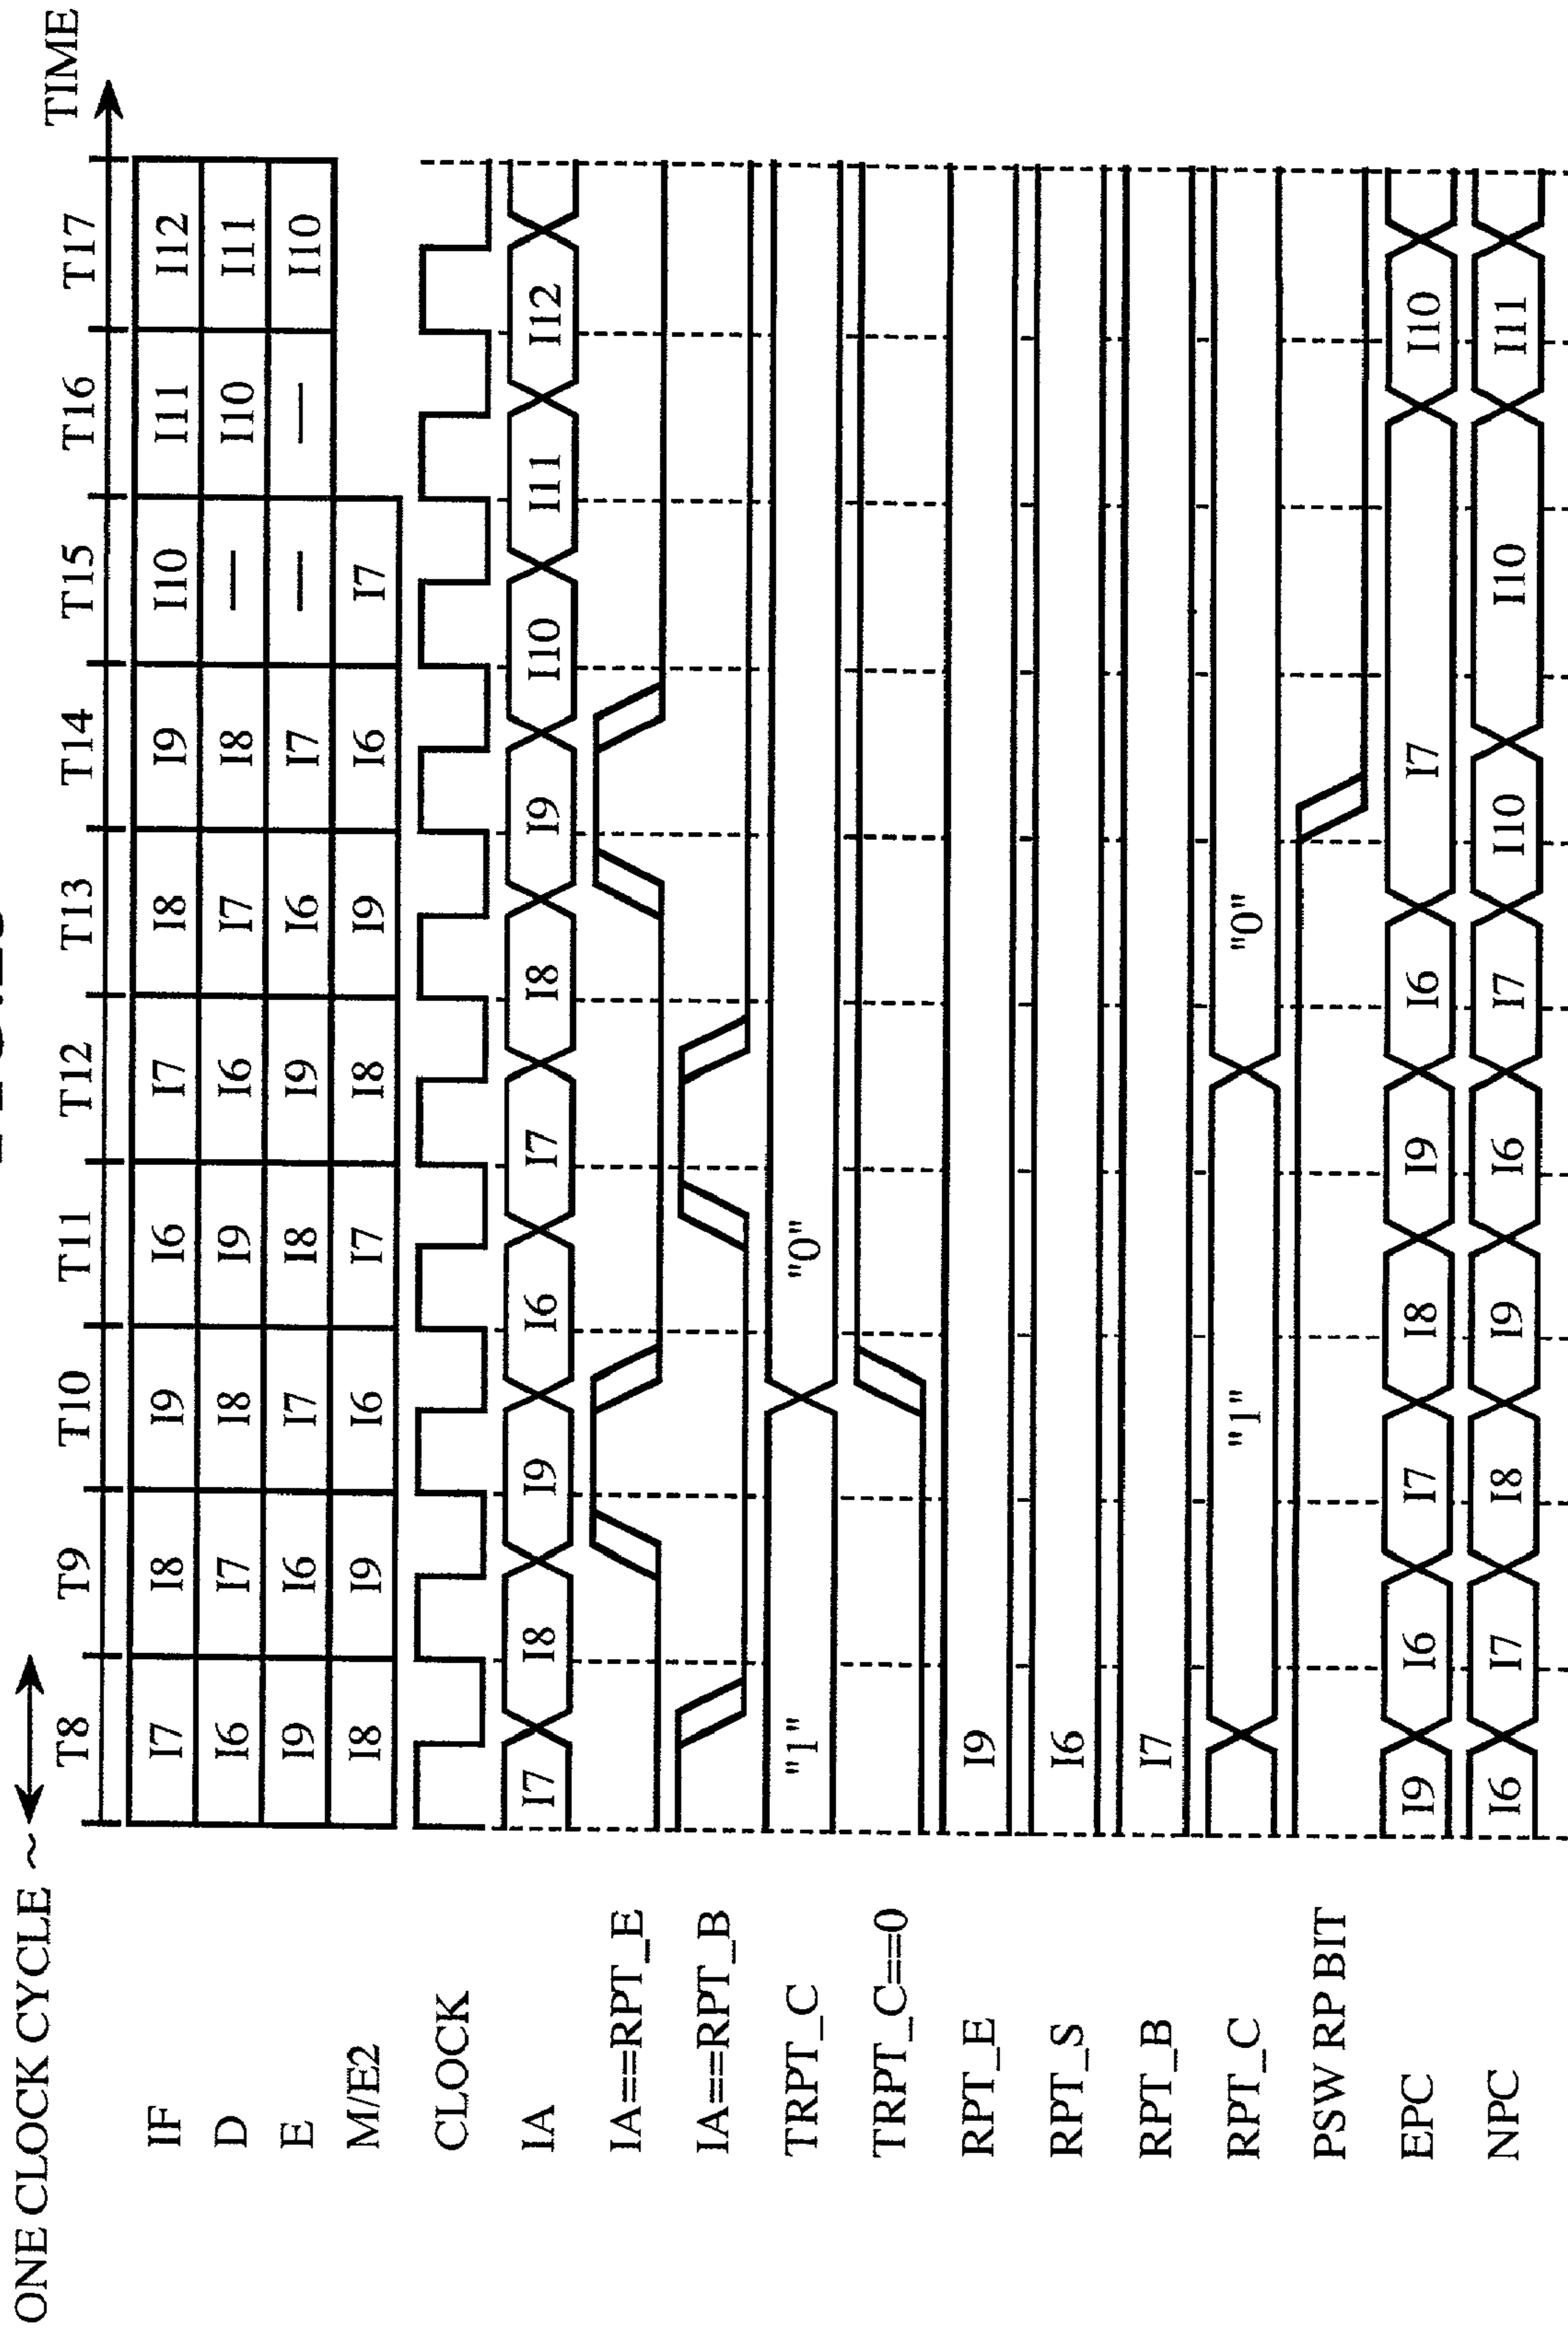 ONE CLOCK CYCLE ~
TIME
T8 T9 T10 T11 T12 T13 T14 T15 T16 T17
IF I7 I8 I9 I6 I7 I8 I9 I10 I11 I12
D I6 I7 I8 I9 I6 I7 I8 — I10 I11
E I9 I6 I7 I8 I9 I6 I7 — — I10
M/E2 I8 I9 I6 I7 I8 I9 I6 I7
CLOCK
IA I7 I8 I9 I6 I7 I8 I9 I10 I11 I12
IA==RPT_E
IA==RPT_B
TRPT_C "1" "0"
TRPT_C==0
RPT_E I9
RPT_S I6
RPT_B I7
RPT_C "1" "0"
PSW RP BIT
EPC I9 I6 I7 I8 I9 I6 I7 I10
NPC I6 I7 I8 I9 I6 I7 I10 I10 I11